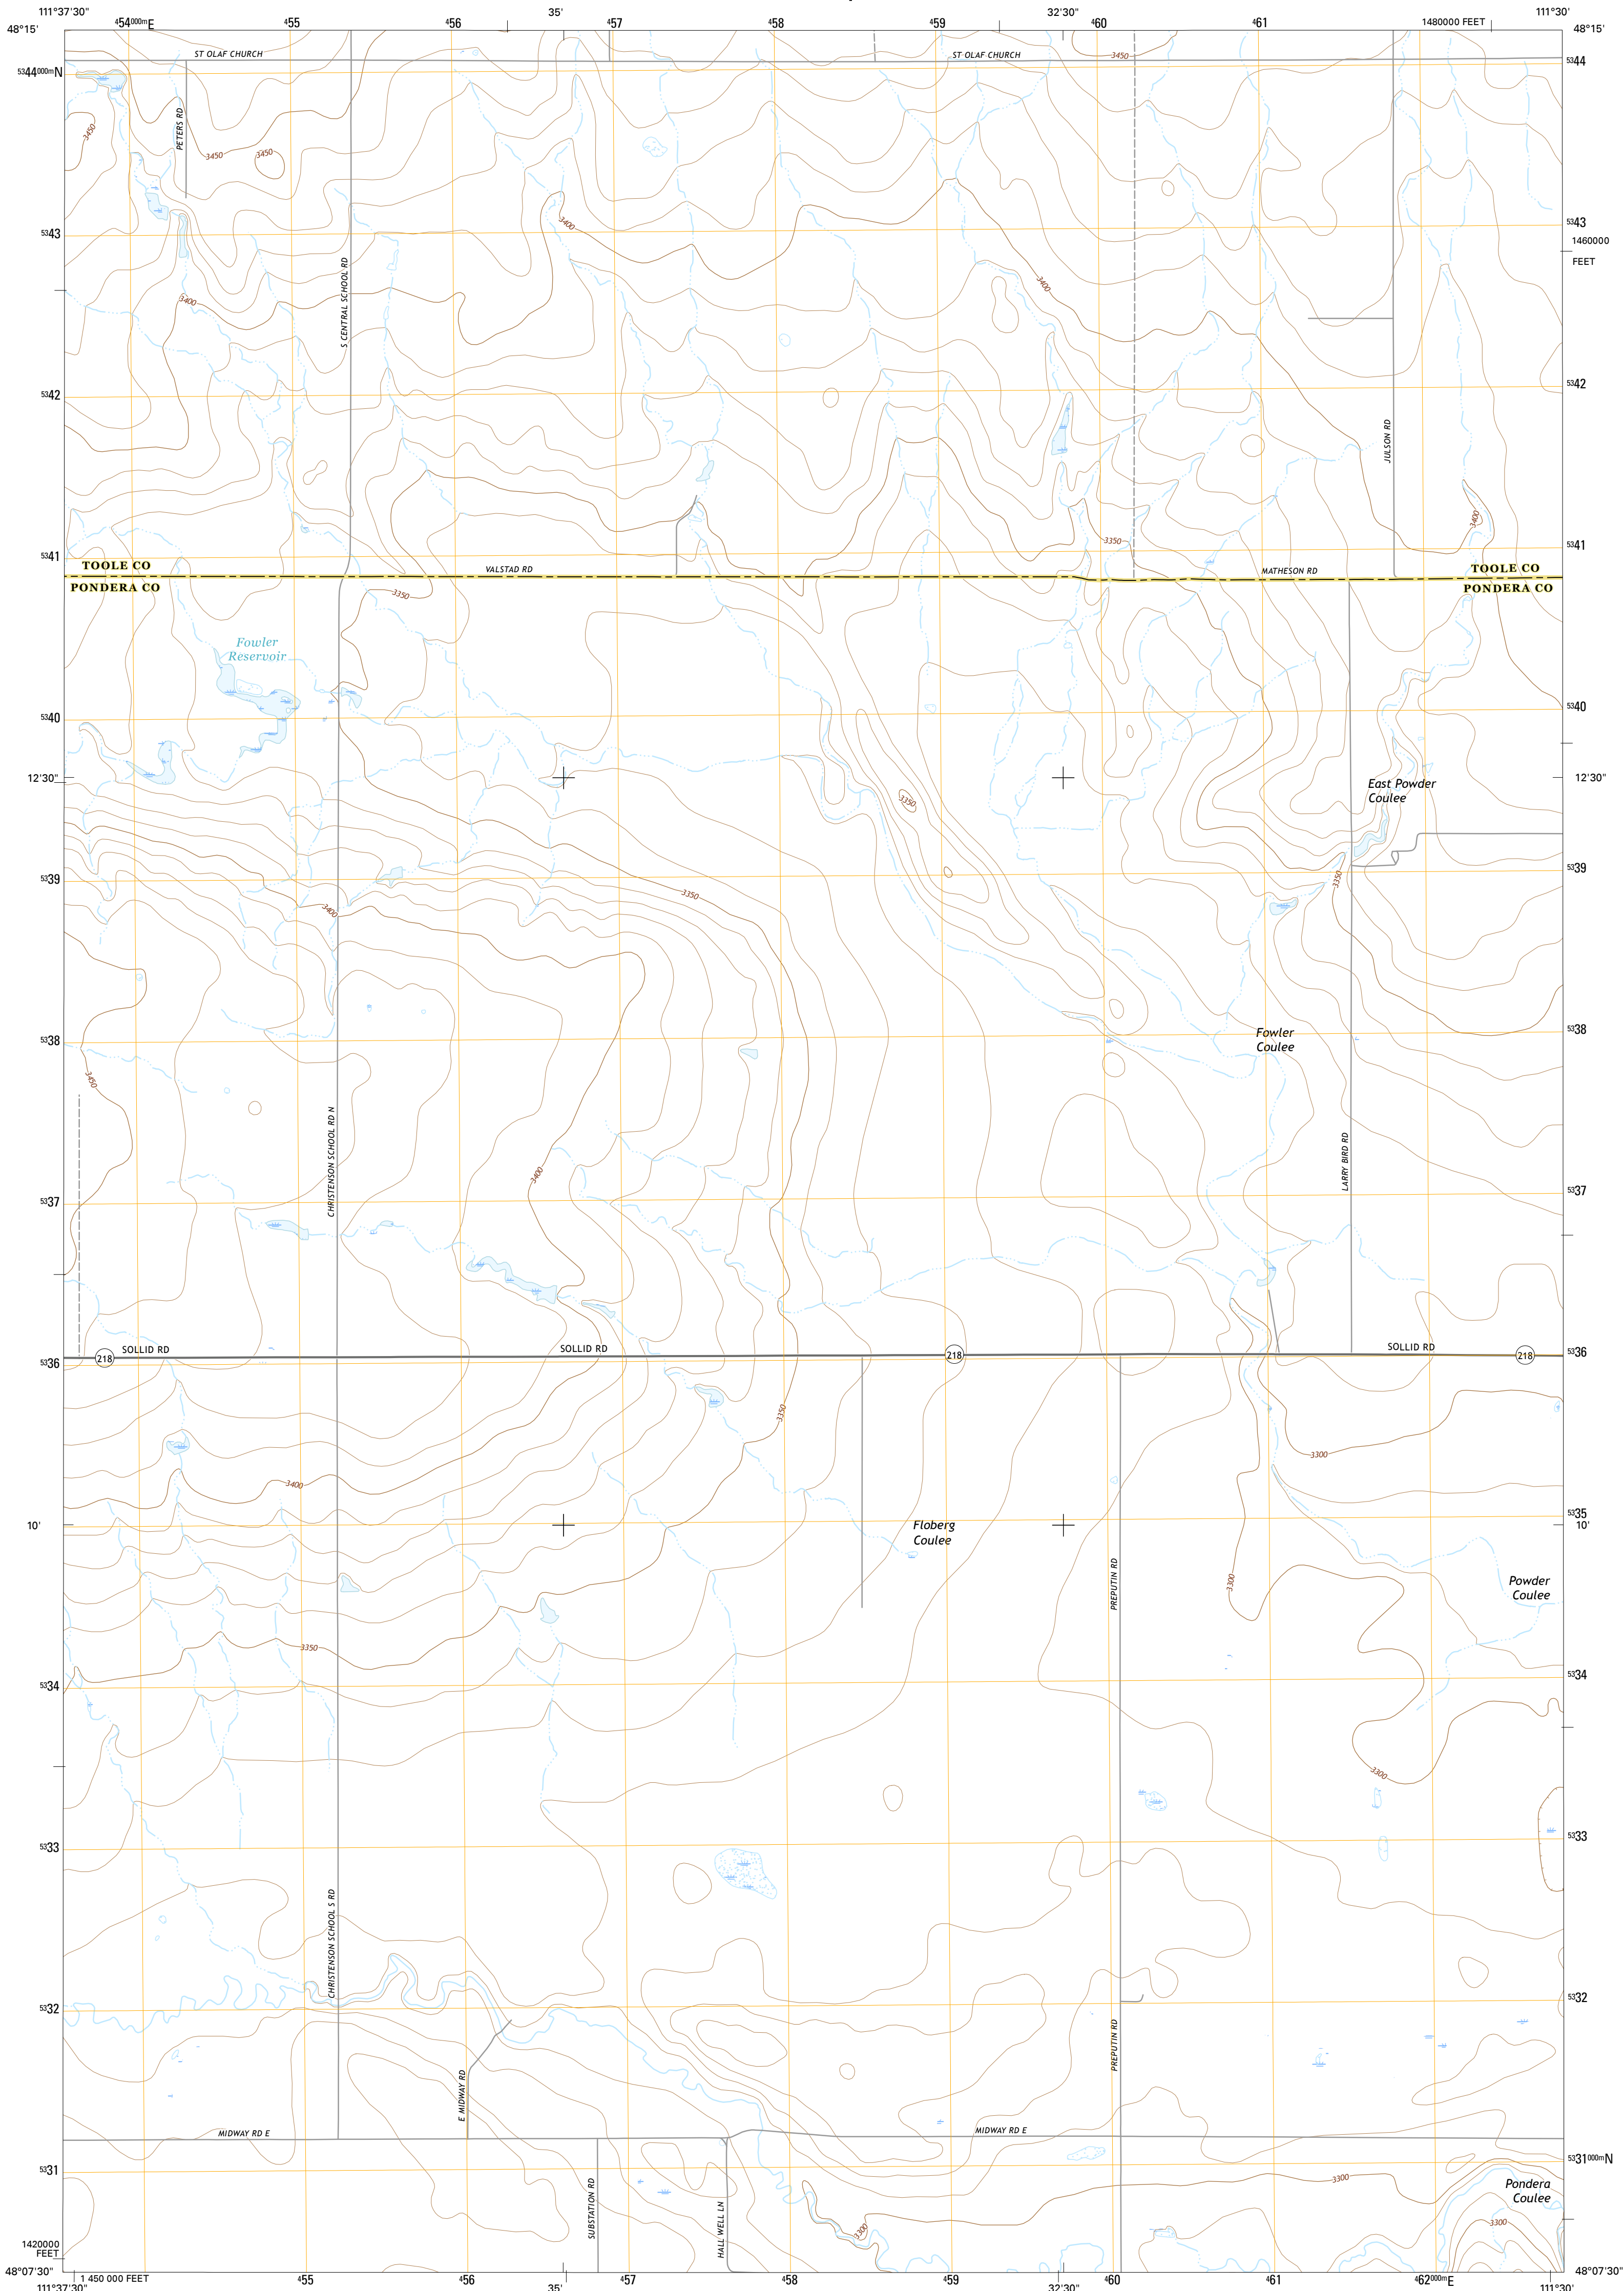 111°37'30"
454000mE
455
456
35'
457
458
459
32'30"
460
461
1480000 FEET
111°30'
48°15'
48°15'
ST OLAF CHURCH
ST OLAF CHURCH
3450
5344000mN
5344
PETERS RD
3450
3450
3450
3400
5343
5343
1460000
FEET
S CENTRAL SCHOOL RD
3400
3400
5342
5342
JULSON RD
3400
3350
5341
5341
TOOLE CO
VALSTAD RD
MATHESON RD
TOOLE CO
PONDERA CO
PONDERA CO
3350
Fowler
Reservoir
5340
5340
12'30"
12'30"
East Powder
Coulee
3350
5339
5339
3350
3350
3400
5338
5338
Fowler
Coulee
3450
CHRISTENSON SCHOOL RD N
LARRY BIRD RD
3400
5337
5337
SOLLID RD
SOLLID RD
SOLLID RD
218
218
218
5336
5336
3350
3300
3400
5335
10'
10'
Floberg
Coulee
PREPUTIN RD
3300
Powder
Coulee
3350
5334
5334
3300
5333
5333
CHRISTENSON SCHOOL S RD
5332
5332
PREPUTIN RD
E MIDWAY RD
MIDWAY RD E
MIDWAY RD E
5331
5331000mN
3300
Pondera
Coulee
SUBSTATION RD
HALL WELL LN
3300
3300
1420000
FEET
48°07'30"
48°07'30"
1 450 000 FEET
455
456
457
458
459
460
461
462000mE
111°37'30"
35'
32'30"
111°30'